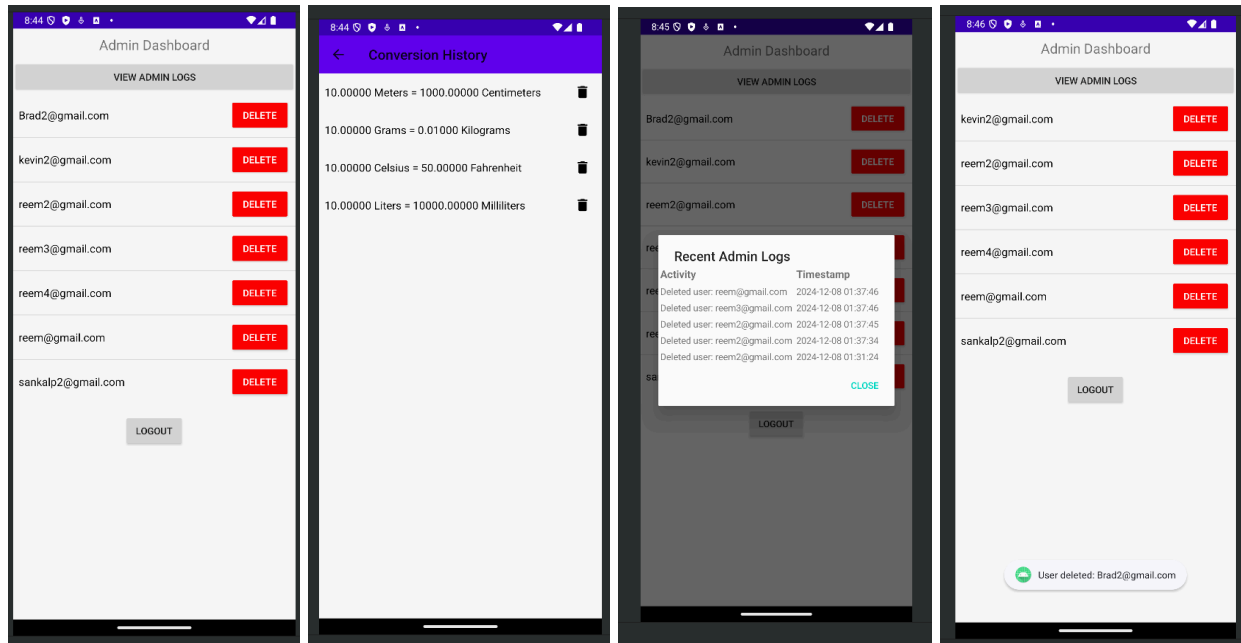 8:44
Admin Dashboard
VIEW ADMIN LOGS
Brad2@gmail.com DELETE
kevin2@gmail.com DELETE
reem2@gmail.com DELETE
reem3@gmail.com DELETE
reem4@gmail.com DELETE
reem@gmail.com DELETE
sankalp2@gmail.com DELETE
LOGOUT
8:44
Conversion History
10.00000 Meters = 1000.00000 Centimeters
10.00000 Grams = 0.01000 Kilograms
10.00000 Celsius = 50.00000 Fahrenheit
10.00000 Liters = 10000.00000 Milliliters
8:45
Admin Dashboard
VIEW ADMIN LOGS
Brad2@gmail.com DELETE
kevin2@gmail.com DELETE
reem2@gmail.com DELETE
Recent Admin Logs
Activity Timestamp
Deleted user: reem@gmail.com 2024-12-08 01:37:46
Deleted user: reem3@gmail.com 2024-12-08 01:37:46
Deleted user: reem2@gmail.com 2024-12-08 01:37:45
Deleted user: reem2@gmail.com 2024-12-08 01:37:34
Deleted user: reem2@gmail.com 2024-12-08 01:31:24
CLOSE
LOGOUT
8:46
Admin Dashboard
VIEW ADMIN LOGS
kevin2@gmail.com DELETE
reem2@gmail.com DELETE
reem3@gmail.com DELETE
reem4@gmail.com DELETE
reem@gmail.com DELETE
sankalp2@gmail.com DELETE
LOGOUT
User deleted: Brad2@gmail.com